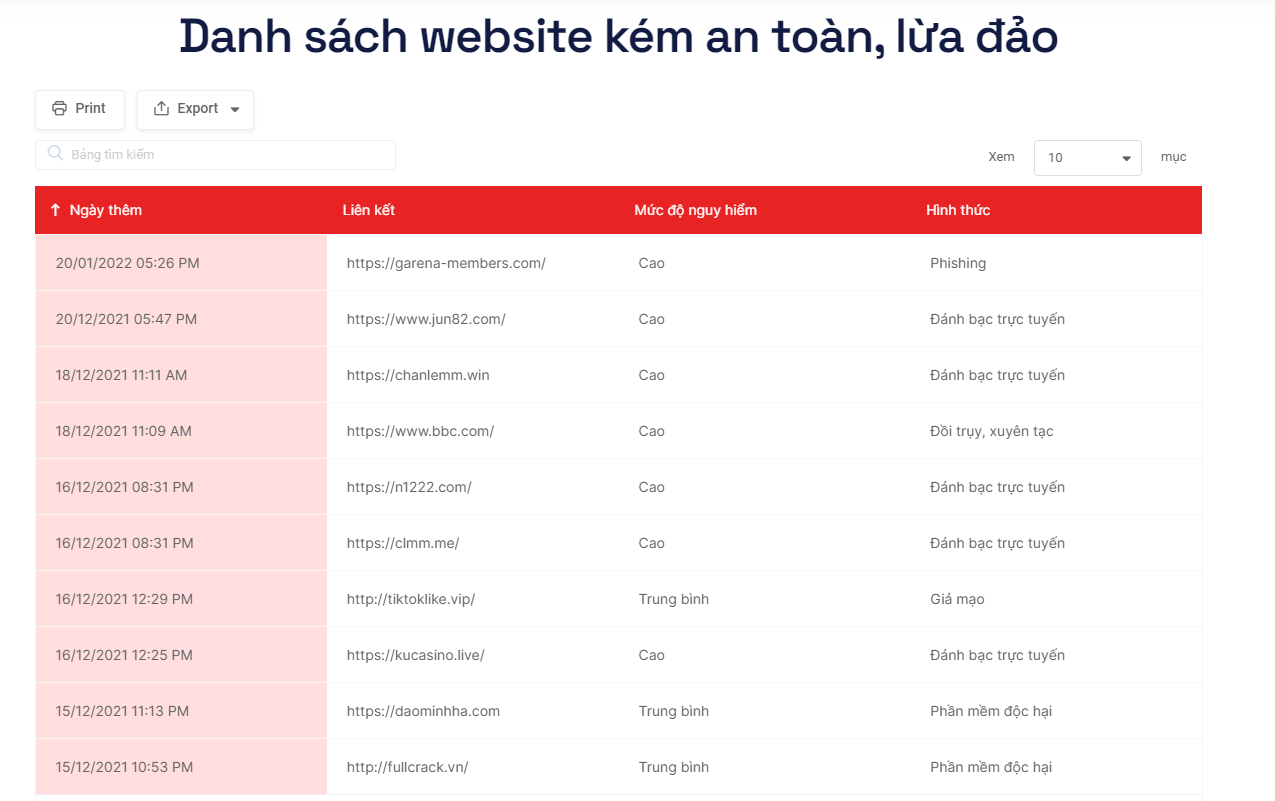 Danh sách website kém an toàn, lừa đảo
Print Export
Bảng tìm kiếm Xem 10 mục
Ngày thêm Liên kết Mức độ nguy hiểm Hình thức
20/01/2022 05:26 PM https://garena-members.com/ Cao Phishing
20/12/2021 05:47 PM https://www.jun82.com/ Cao Đánh bạc trực tuyến
18/12/2021 11:11 AM https://chanlemm.win Cao Đánh bạc trực tuyến
18/12/2021 11:09 AM https://www.bbc.com/ Cao Đồi trụy, xuyên tạc
16/12/2021 08:31 PM https://n1222.com/ Cao Đánh bạc trực tuyến
16/12/2021 08:31 PM https://clmm.me/ Cao Đánh bạc trực tuyến
16/12/2021 12:29 PM http://tiktoklike.vip/ Trung bình Giả mạo
16/12/2021 12:25 PM https://kucasino.live/ Cao Đánh bạc trực tuyến
15/12/2021 11:13 PM https://daominhha.com Trung bình Phần mềm độc hại
15/12/2021 10:53 PM http://fullcrack.vn/ Trung bình Phần mềm độc hại